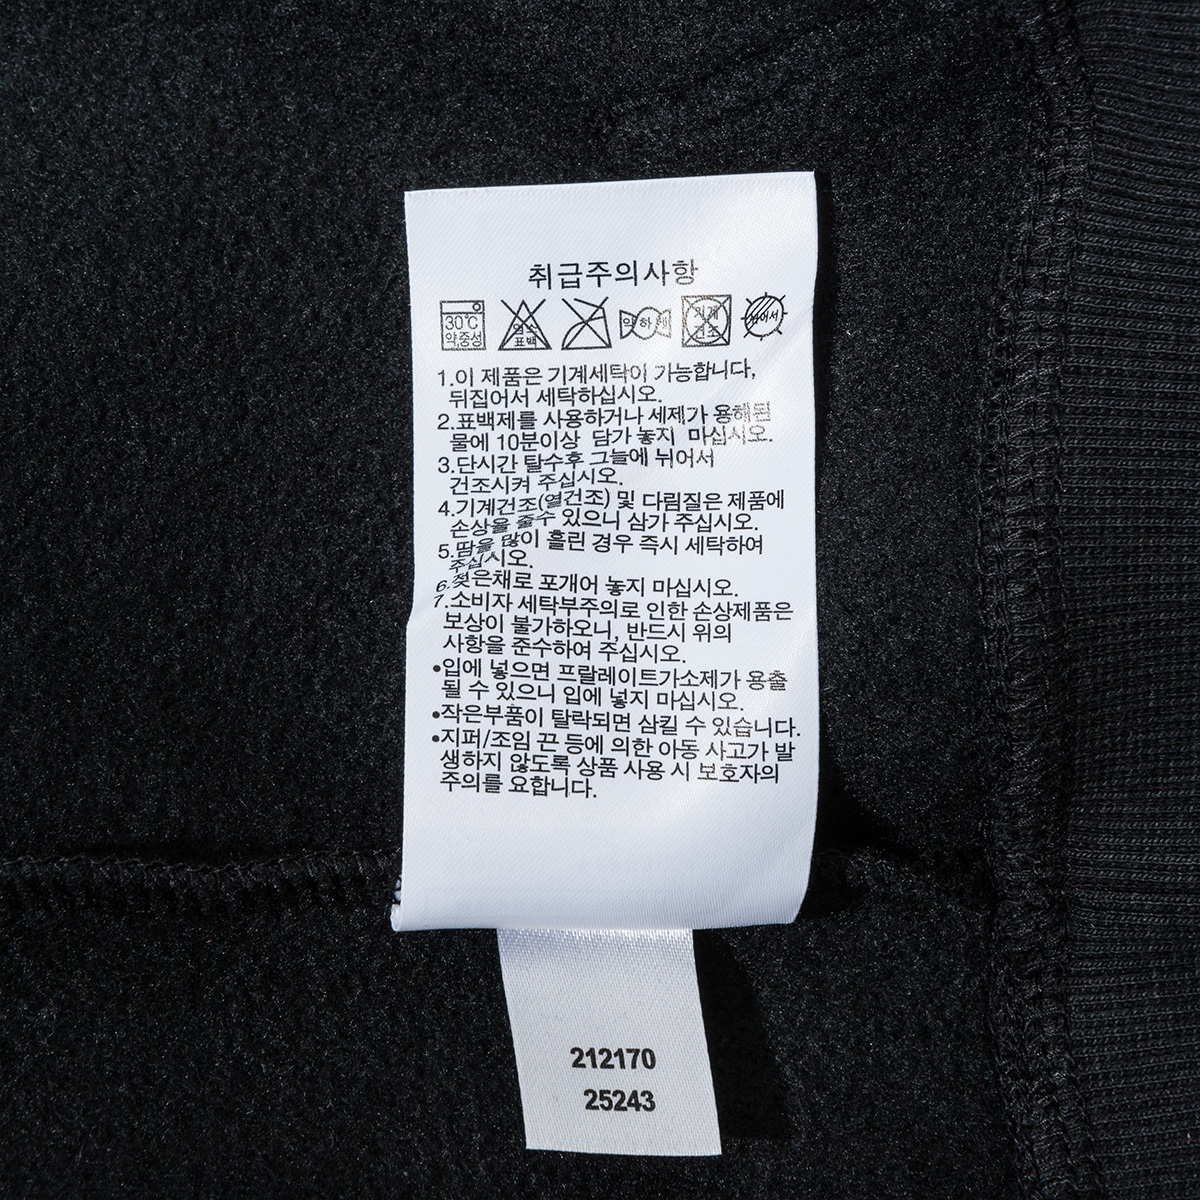 취급주의사항
30℃
약,중성
염소
표백
약하게
기계
건조
뉘어서
1.이 제품은 기계세탁이 가능합니다,
뒤집어서 세탁하십시오.
2.표백제를 사용하거나 세제가 용해된
물에 10분이상 담가 놓지 마십시오.
3.단시간 탈수후 그늘에 뉘어서
건조시켜 주십시오.
4.기계건조(열건조) 및 다림질은 제품에
손상을 줄수 있으니 삼가 주십시오.
5.땀을 많이 흘린 경우 즉시 세탁하여
주십시오.
6.젖은채로 포개어 놓지 마십시오.
7.소비자 세탁부주의로 인한 손상제품은
보상이 불가하오니, 반드시 위의
사항을 준수하여 주십시오.
•입에 넣으면 프탈레이트가소제가 용출
될 수 있으니 입에 넣지 마십시오.
•작은부품이 탈락되면 삼킬 수 있습니다.
•지퍼/조임 끈 등에 의한 아동 사고가 발
생하지 않도록 상품 사용 시 보호자의
주의를 요합니다.
212170
25243